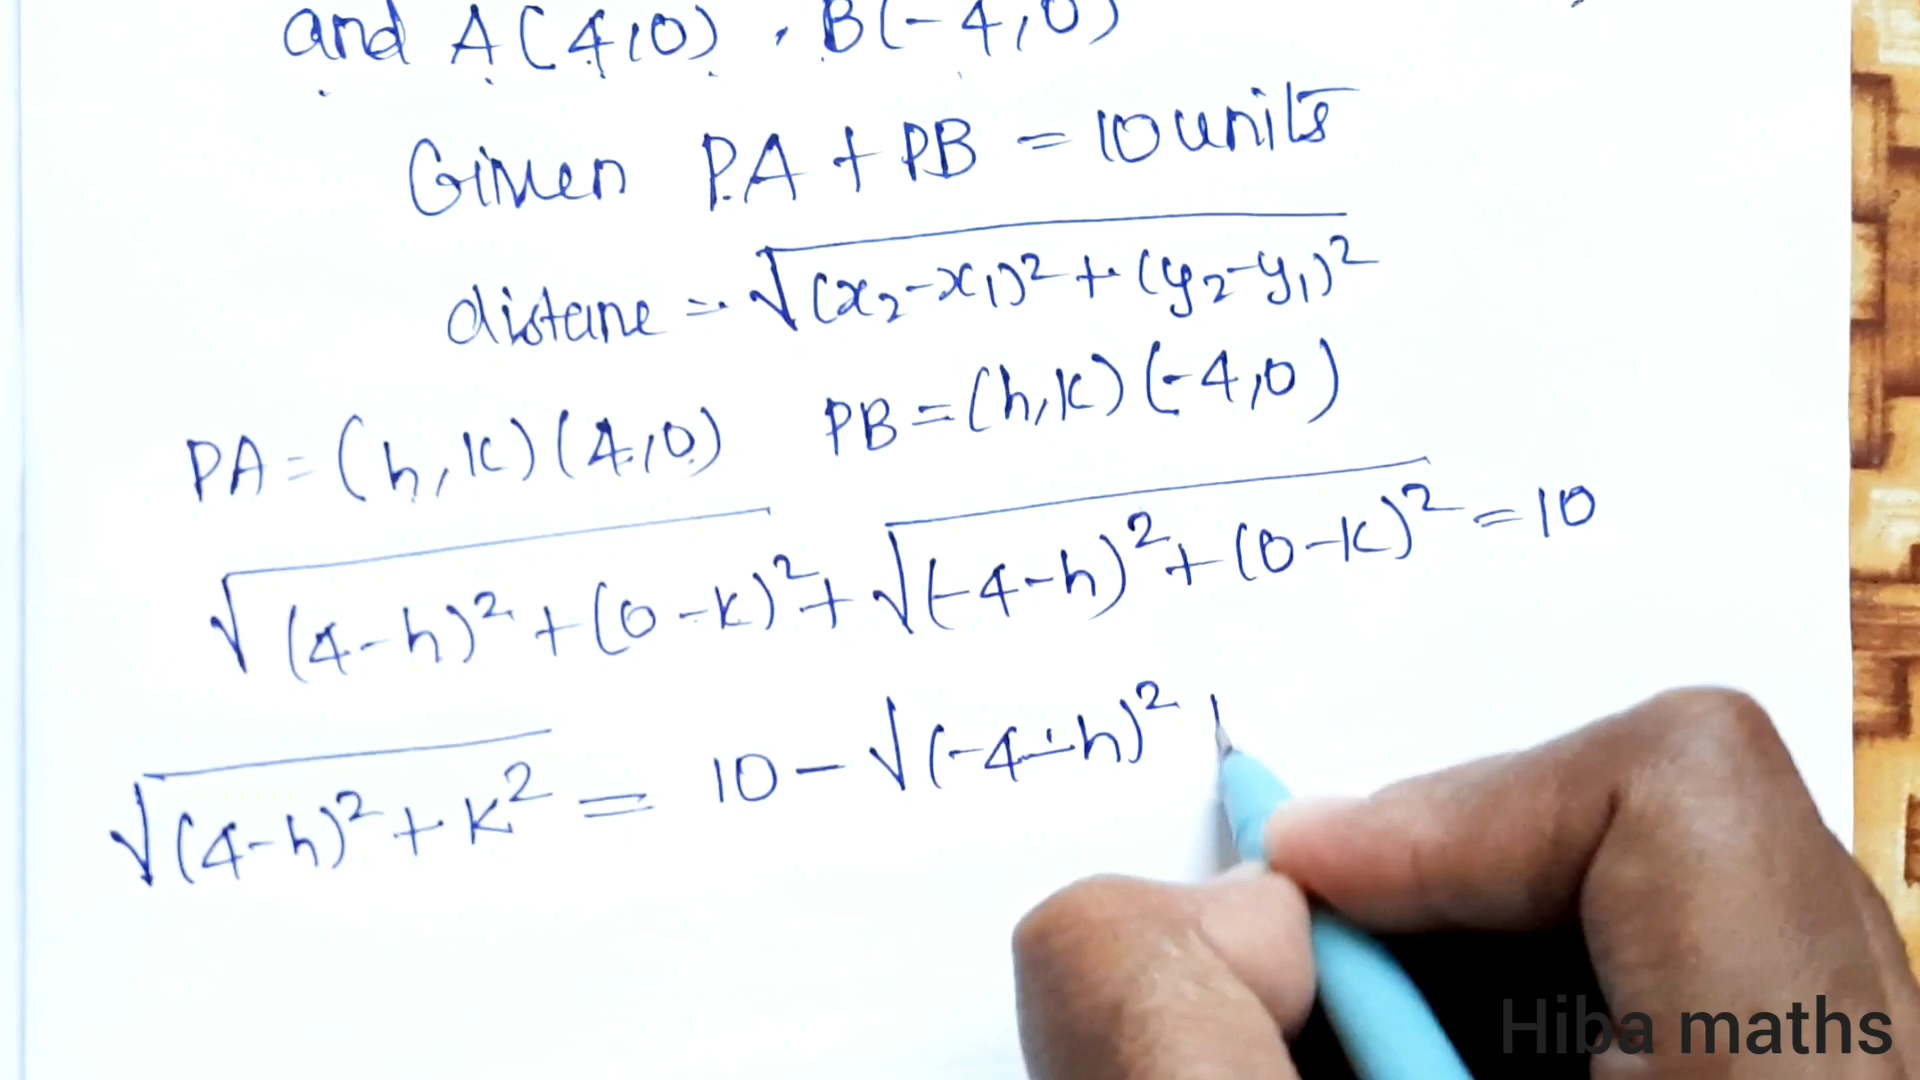 and A(4,0), B(-4,0)
Given PA + PB = 10 units
distane = √(x₂-x₁)² + (y₂-y₁)²
PA = (h,k)(4,0) PB = (h,k)(-4,0)
√(4-h)² + (0-k)² + √(-4-h)² + (0-k)² = 10
√(4-h)² + k² = 10 - √(-4-h)²
Hiba maths